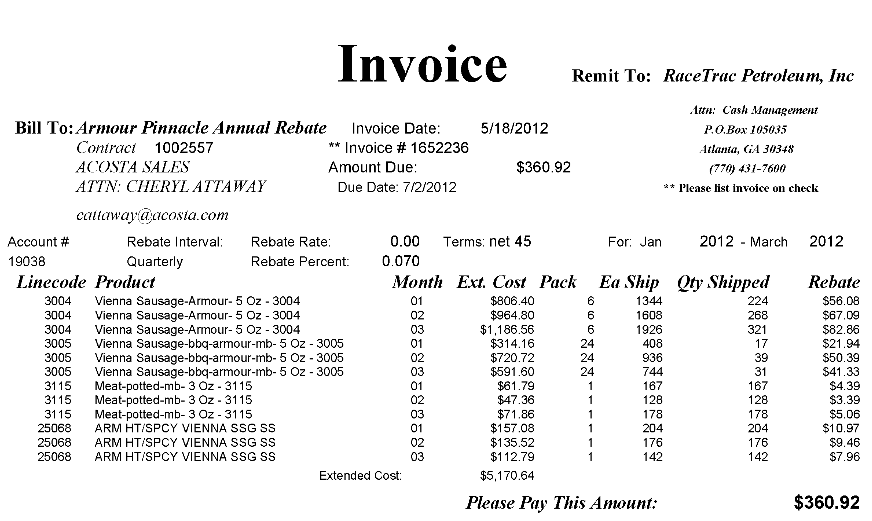 Invoice
Remit To: RaceTrac Petroleum, Inc
Attn: Cash Management
Bill To: Armour Pinnacle Annual Rebate Invoice Date: 5/18/2012 P.O.Box 105035
Contract 1002557 ** Invoice # 1652236 Atlanta, GA 30348
ACOSTA SALES Amount Due: $360.92 (770) 431-7600
ATTN: CHERYL ATTAWAY Due Date: 7/2/2012 ** Please list invoice on check
cattaway@acosta.com
Account # Rebate Interval: Rebate Rate: 0.00 Terms: net 45 For: Jan 2012 - March 2012
19038 Quarterly Rebate Percent: 0.070
Linecode Product Month Ext. Cost Pack Ea Ship Qty Shipped Rebate
3004 Vienna Sausage-Armour- 5 Oz - 3004 01 $806.40 6 1344 224 $56.08
3004 Vienna Sausage-Armour- 5 Oz - 3004 02 $964.80 6 1608 268 $67.09
3004 Vienna Sausage-Armour- 5 Oz - 3004 03 $1,186.56 6 1926 321 $82.86
3005 Vienna Sausage-bbq-armour-mb- 5 Oz - 3005 01 $314.16 24 408 17 $21.94
3005 Vienna Sausage-bbq-armour-mb- 5 Oz - 3005 02 $720.72 24 936 39 $50.39
3005 Vienna Sausage-bbq-armour-mb- 5 Oz - 3005 03 $591.60 24 744 31 $41.33
3115 Meat-potted-mb- 3 Oz - 3115 01 $61.79 1 167 167 $4.39
3115 Meat-potted-mb- 3 Oz - 3115 02 $47.36 1 128 128 $3.39
3115 Meat-potted-mb- 3 Oz - 3115 03 $71.86 1 178 178 $5.06
25068 ARM HT/SPCY VIENNA SSG SS 01 $157.08 1 204 204 $10.97
25068 ARM HT/SPCY VIENNA SSG SS 02 $135.52 1 176 176 $9.46
25068 ARM HT/SPCY VIENNA SSG SS 03 $112.79 1 142 142 $7.96
Extended Cost: $5,170.64
Please Pay This Amount: $360.92